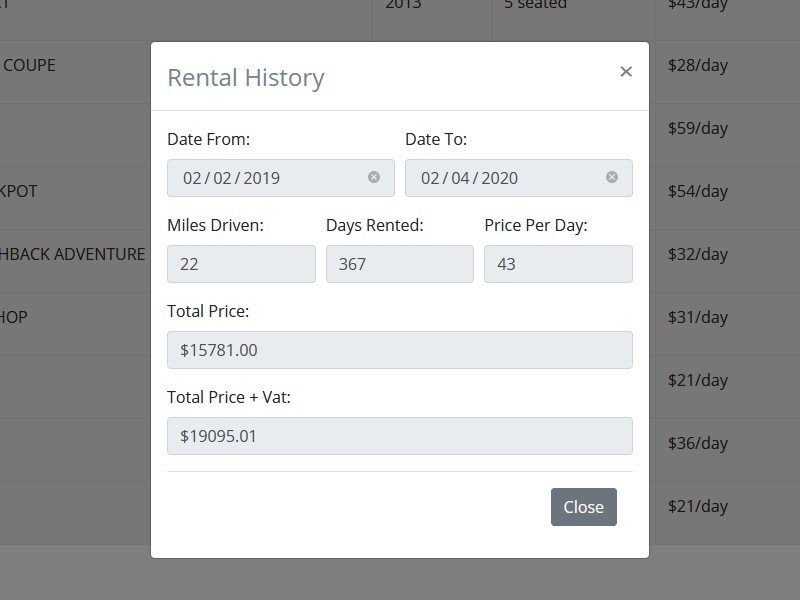 2013 5 seated $43/day
Rental History ×
COUPE $28/day
$59/day
Date From: Date To:
02 / 02 / 2019 02 / 04 / 2020
KPOT $54/day
Miles Driven: Days Rented: Price Per Day:
HBACK ADVENTURE $32/day
22 367 43
Total Price:
HOP $31/day
$15781.00
$21/day
Total Price + Vat:
$19095.01
$36/day
Close
$21/day